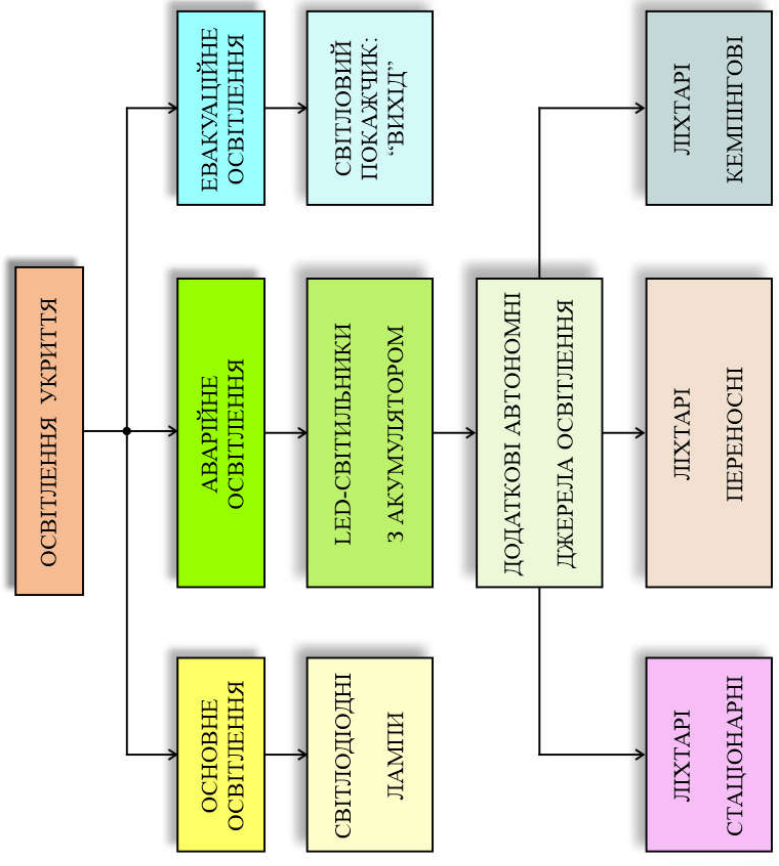 ОСВІТЛЕННЯ УКРИТТЯ
ОСНОВНЕ
ОСВІТЛЕННЯ
АВАРІЙНЕ
ОСВІТЛЕННЯ
ЕВАКУАЦІЙНЕ
ОСВІТЛЕННЯ
СВІТЛОДІОДНІ
ЛАМПИ
LED-СВІТИЛЬНИКИ
З АКУМУЛЯТОРОМ
СВІТЛОВИЙ
ПОКАЖЧИК:
“ВИХІД”
ДОДАТКОВІ АВТОНОМНІ
ДЖЕРЕЛА ОСВІТЛЕННЯ
ЛІХТАРІ
СТАЦІОНАРНІ
ЛІХТАРІ
ПЕРЕНОСНІ
ЛІХТАРІ
КЕМПІНГОВІ